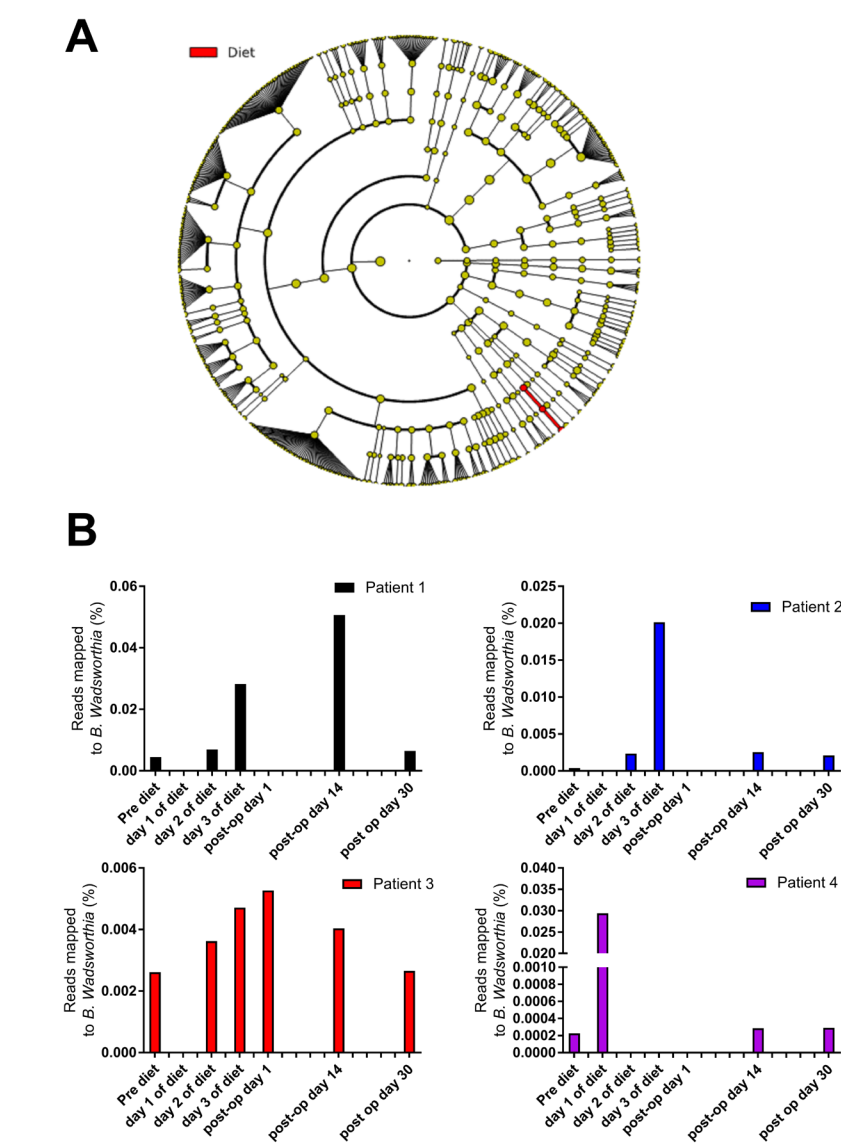 A
Diet
B
Patient 1
0.06
0.04
0.02
0.00
Reads mapped
to B. Wadsworthia (%)
Pre diet
day 1 of diet
day 2 of diet
day 3 of diet
post-op day 1
post-op day 14
post op day 30
Patient 2
0.025
0.020
0.015
0.010
0.005
0.000
Reads mapped
to B. Wadsworthia (%)
Pre diet
day 1 of diet
day 2 of diet
day 3 of diet
post-op day 1
post-op day 14
post op day 30
Patient 3
0.006
0.004
0.002
0.000
Reads mapped
to B. Wadsworthia (%)
Pre diet
day 1 of diet
day 2 of diet
day 3 of diet
post-op day 1
post-op day 14
post op day 30
Patient 4
0.040
0.035
0.030
0.025
0.020
0.0010
0.0008
0.0006
0.0004
0.0002
0.0000
Reads mapped
to B. Wadsworthia (%)
Pre diet
day 1 of diet
day 2 of diet
day 3 of diet
post-op day 1
post-op day 14
post op day 30